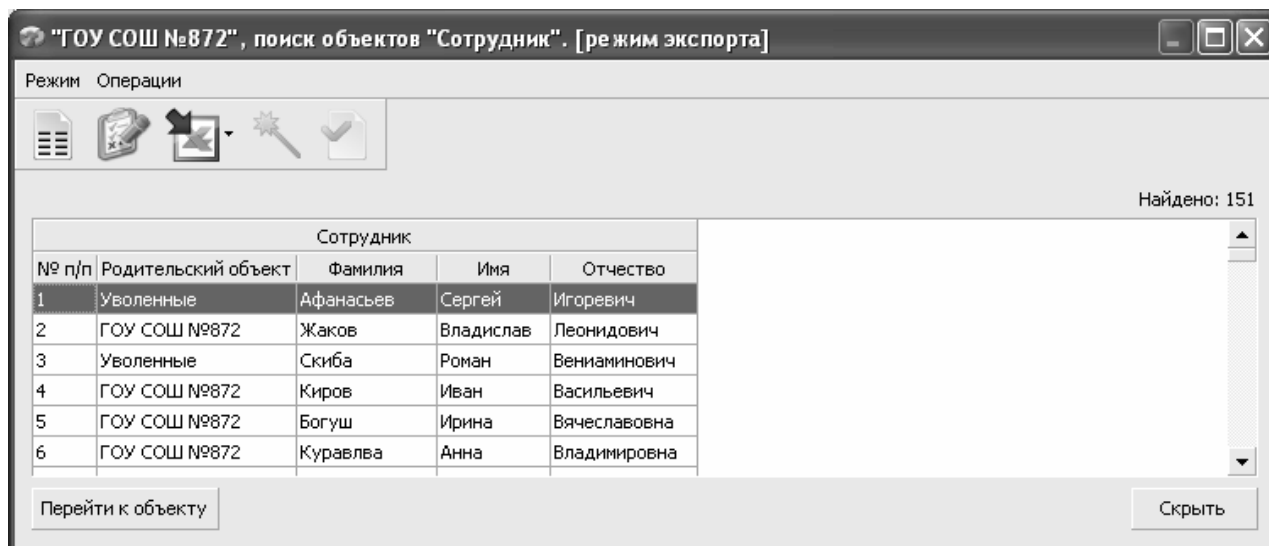 "ГОУ СОШ №872", поиск объектов "Сотрудник". [режим экспорта]
Режим Операции
Найдено: 151
Сотрудник
№ п/п Родительский объект Фамилия Имя Отчество
1 Уволенные Афанасьев Сергей Игоревич
2 ГОУ СОШ №872 Жаков Владислав Леонидович
3 Уволенные Скиба Роман Вениаминович
4 ГОУ СОШ №872 Киров Иван Васильевич
5 ГОУ СОШ №872 Богуш Ирина Вячеславовна
6 ГОУ СОШ №872 Куравлва Анна Владимировна
Перейти к объекту Скрыть